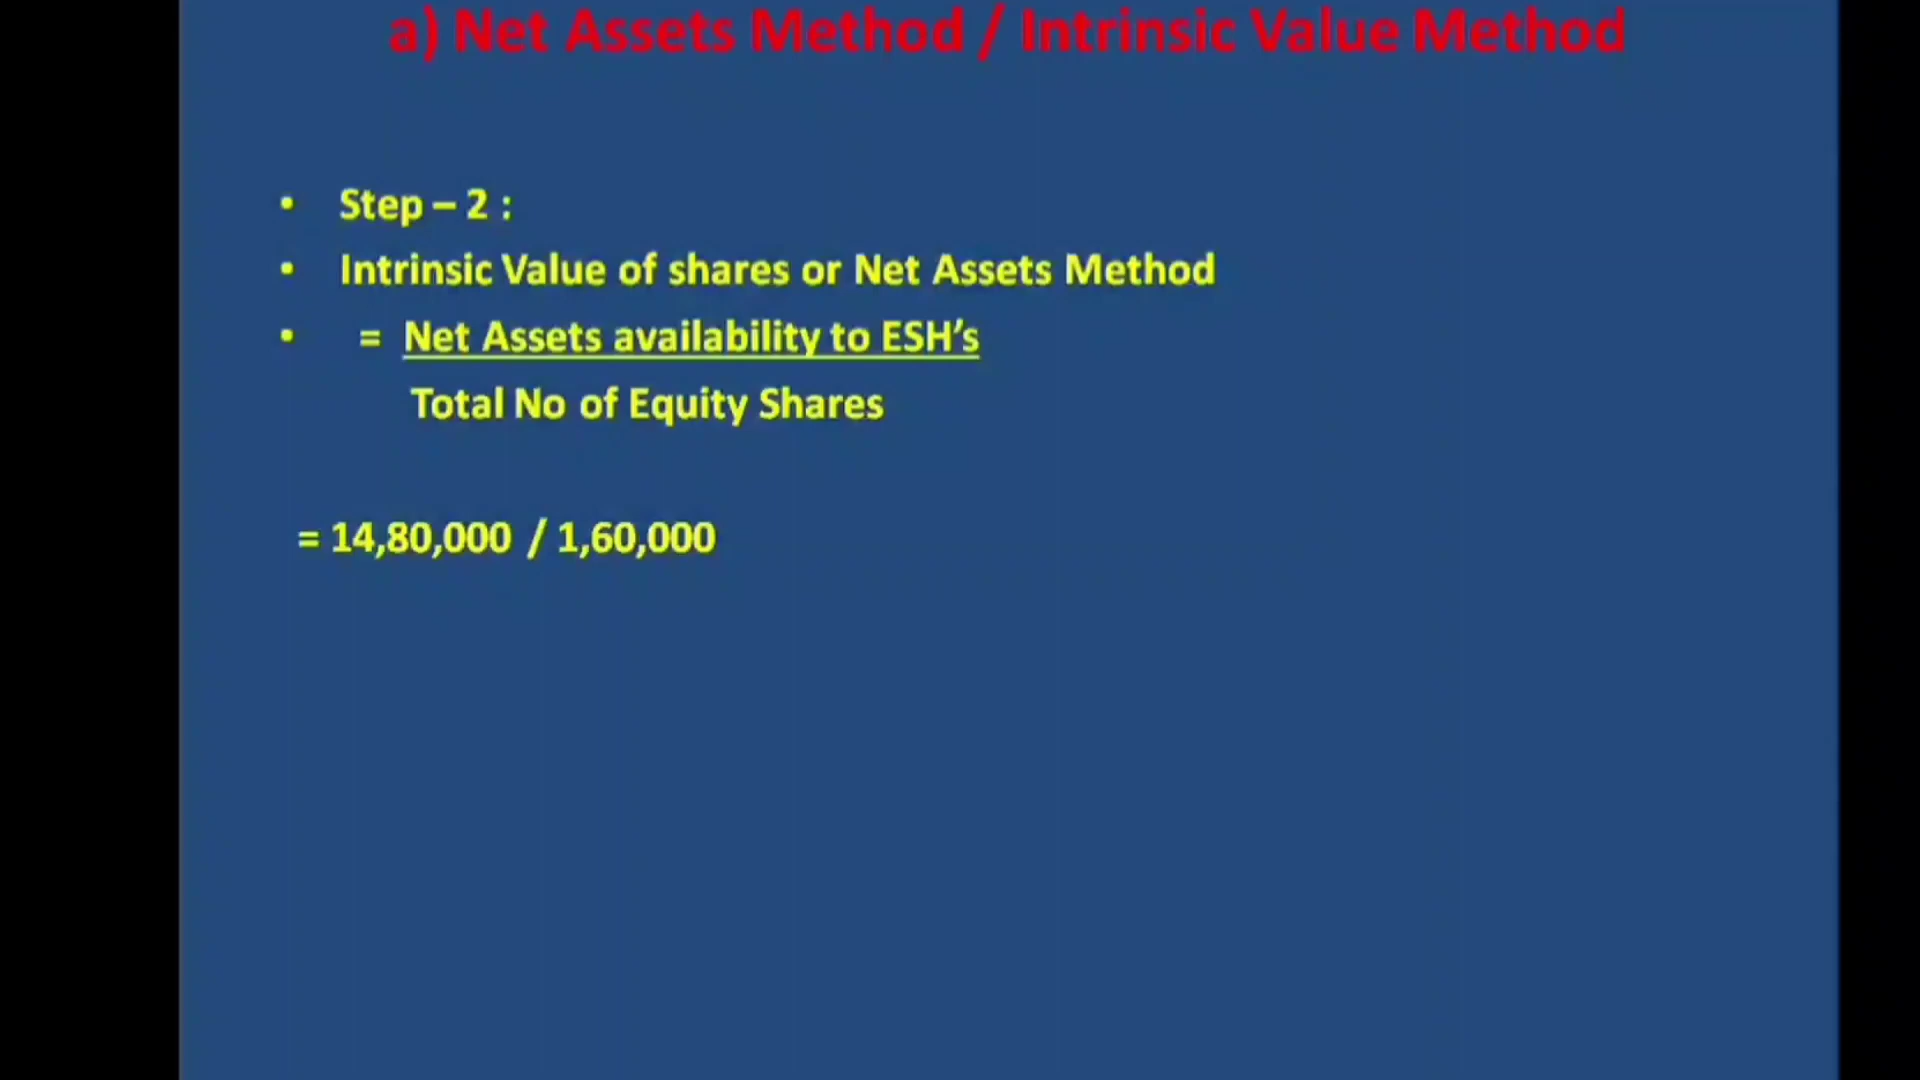 a) Net Assets Method / Intrinsic Value Method
• Step – 2 :
• Intrinsic Value of shares or Net Assets Method
• = Net Assets availability to ESH’s
Total No of Equity Shares
= 14,80,000 / 1,60,000